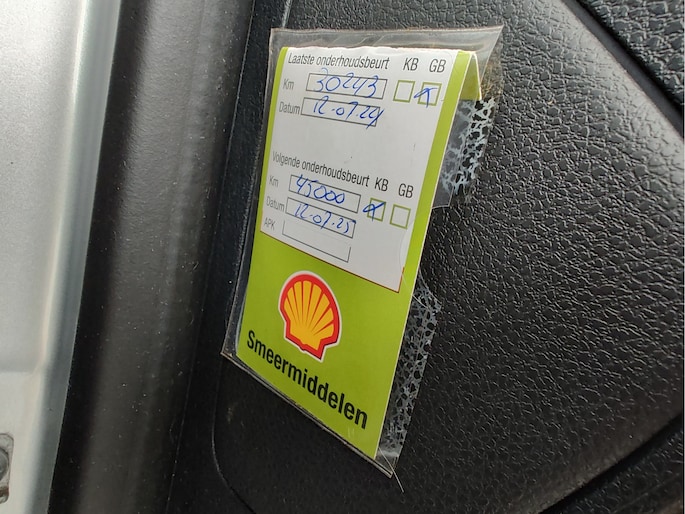 Laatste onderhoudsbeurt KB GB
Km 30243
Datum 12-07-24
Volgende onderhoudsbeurt KB GB
Km 45000
Datum 12-07-25
APK
Smeermiddelen